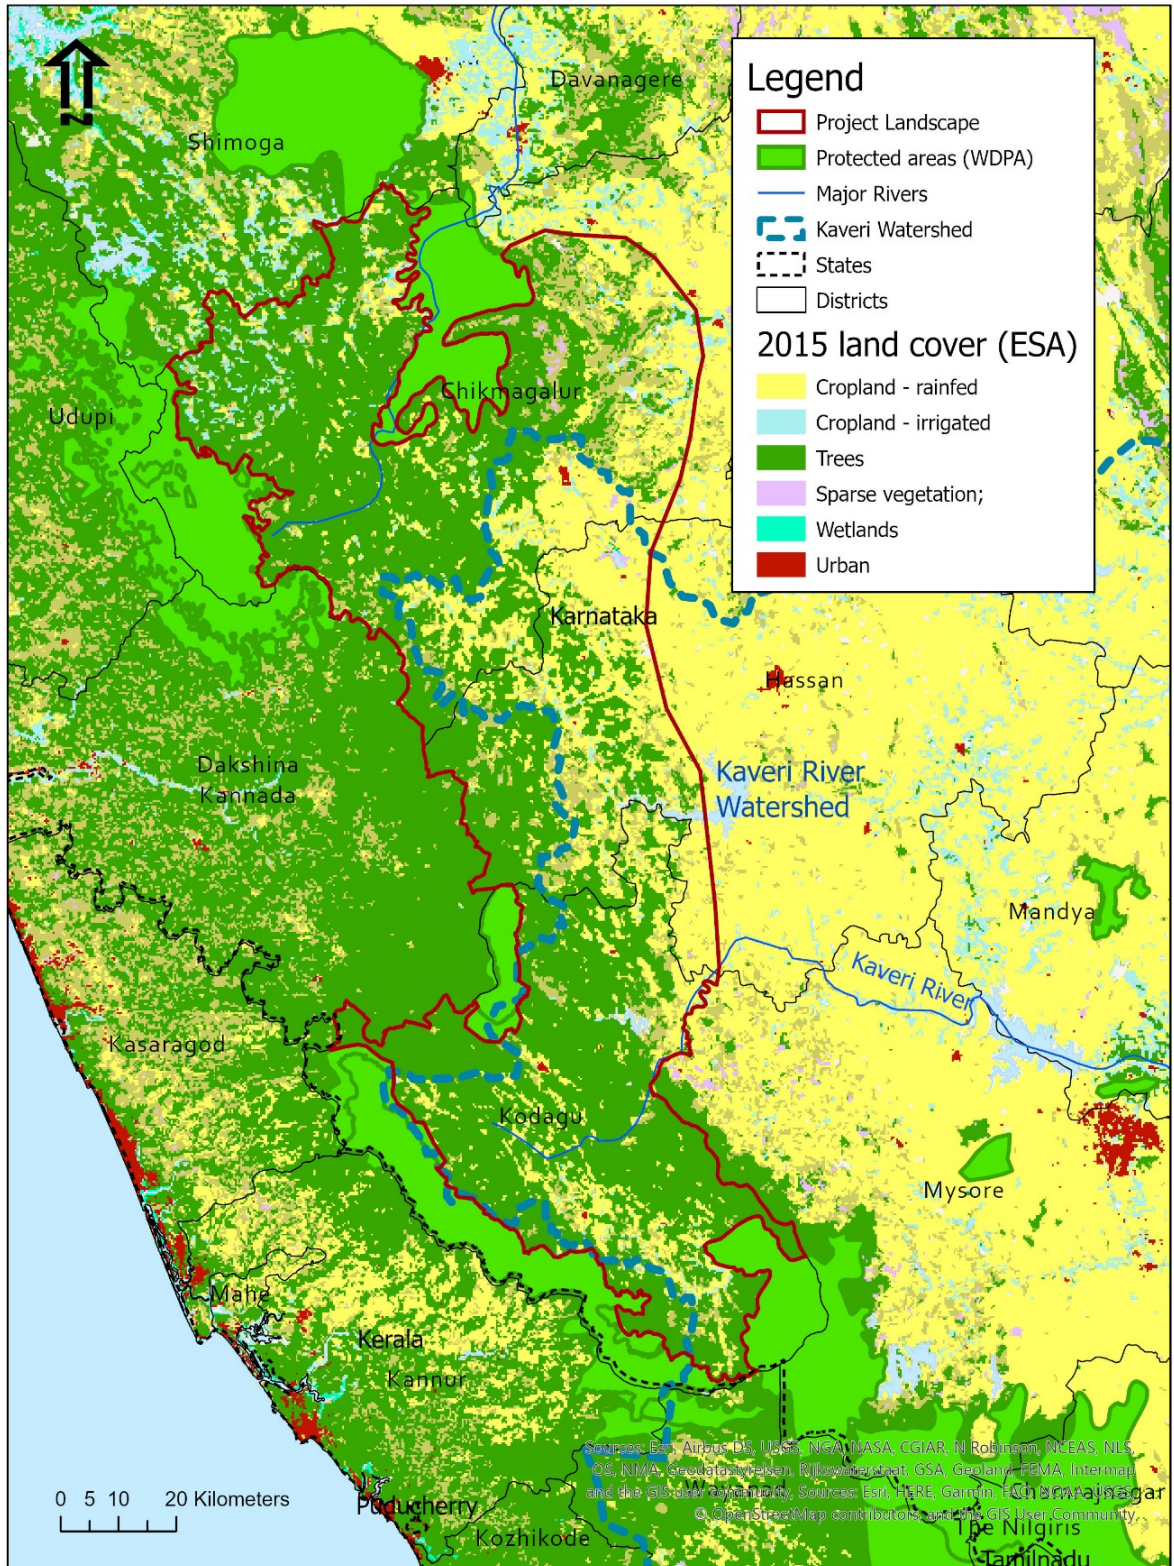 N
Davanagere
Shimoga
Legend
Project Landscape
Protected areas (WDPA)
Major Rivers
Kaveri Watershed
States
Districts
2015 land cover (ESA)
Cropland - rainfed
Cropland - irrigated
Trees
Sparse vegetation;
Wetlands
Urban
Chikmagalur
Udupi
Karnataka
Hassan
Dakshina
Kannada
Kaveri River
Watershed
Mandya
Kaveri River
Kasaragod
Kodagu
Mysore
Mahe
Kerala
Kannur
Sources: Esri, Airbus DS, USGS, NGA, NASA, CGIAR, N Robinson, NCEAS, NLS,
OS, NMA, Geodatastyrelsen, Rijkswaterstaat, GSA, Geoland, FEMA, Intermap
and the GIS user community, Sources: Esri, HERE, Garmin, FAO, NOAA, USGS,
© OpenStreetMap contributors, and the GIS User Community
Chamrajnagar
0 5 10 20 Kilometers
Puducherry
Kozhikode
The Nilgiris
Tamilnadu